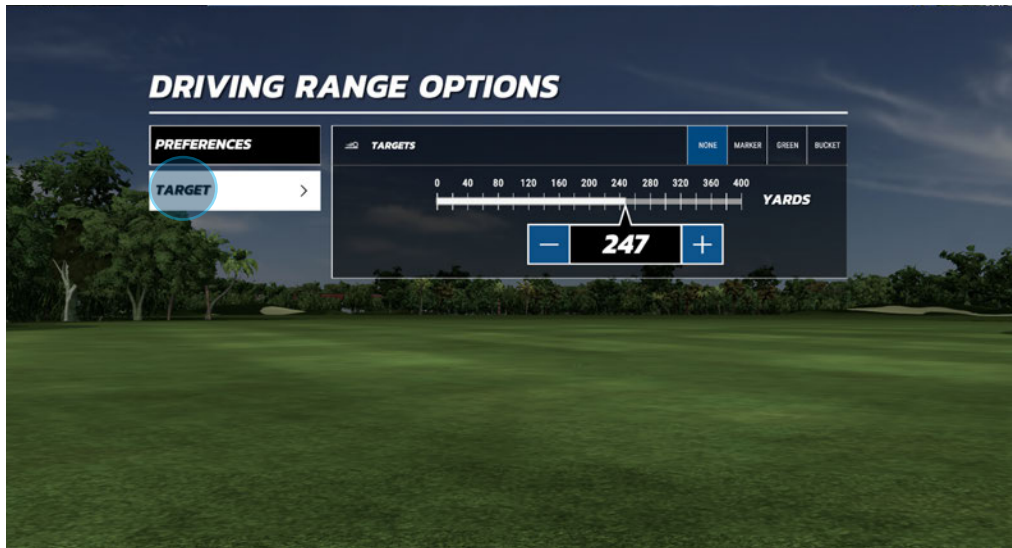 DRIVING RANGE OPTIONS
PREFERENCES
TARGETS NONE MARKER GREEN BUCKET
TARGET >
0 40 80 120 160 200 240 280 320 360 400
YARDS
— 247 +